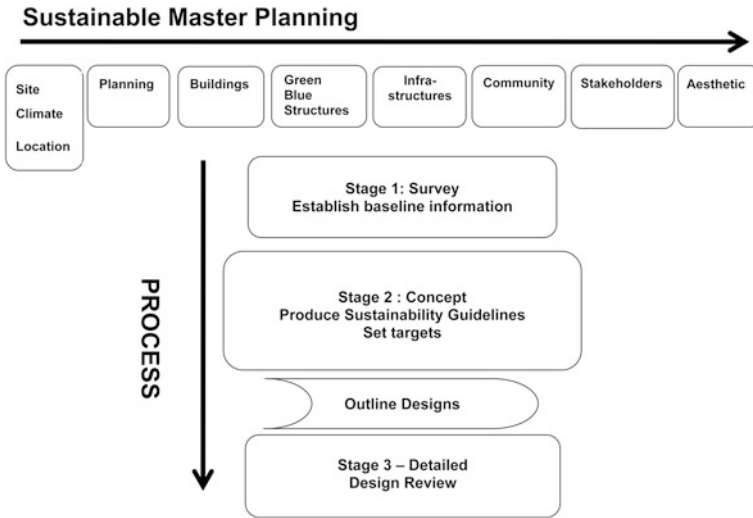 Sustainable Master Planning
Site
Climate
Location
Planning
Buildings
Green
Blue
Structures
Infra-
structures
Community
Stakeholders
Aesthetic
PROCESS
Stage 1: Survey
Establish baseline information
Stage 2 : Concept
Produce Sustainability Guidelines
Set targets
Outline Designs
Stage 3 – Detailed
Design Review